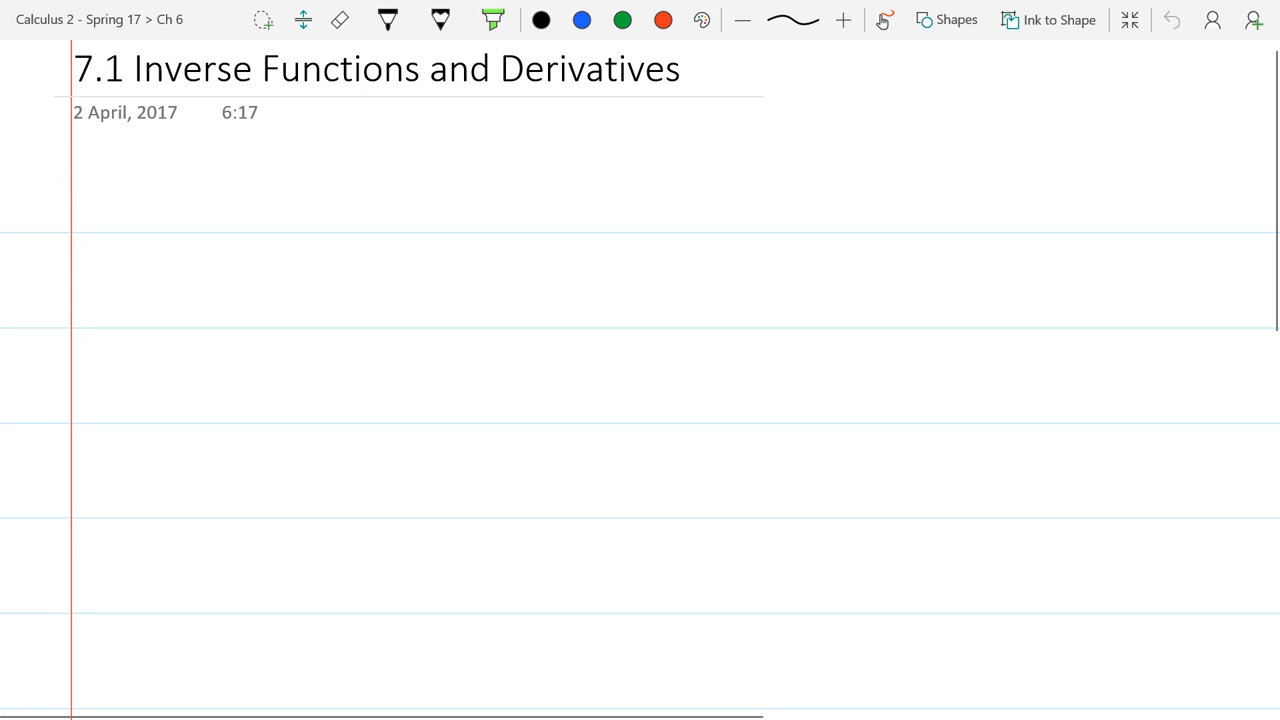 Calculus 2 - Spring 17 > Ch 6 Shapes Ink to Shape
7.1 Inverse Functions and Derivatives
2 April, 2017 6:17